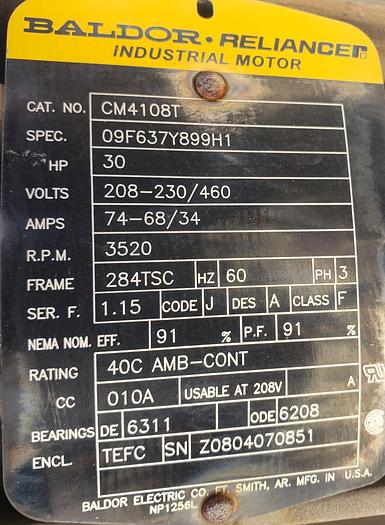 BALDOR • RELIANCER
INDUSTRIAL MOTOR
CAT. NO. CM4108T
SPEC. 09F637Y899H1
HP 30
VOLTS 208-230/460
AMPS 74-68/34
R.P.M. 3520
FRAME 284TSC HZ 60 PH 3
SER. F. 1.15 CODE J DES A CLASS F
NEMA NOM. EFF. 91 % P.F. 91 %
RATING 40C AMB-CONT
CC 010A USABLE AT 208V A
BEARINGS DE 6311 ODE 6208
ENCL. TEFC SN Z0804070851
BALDOR ELECTRIC CO. FT. SMITH, AR. MFG. IN U.S.A.
NP1256L